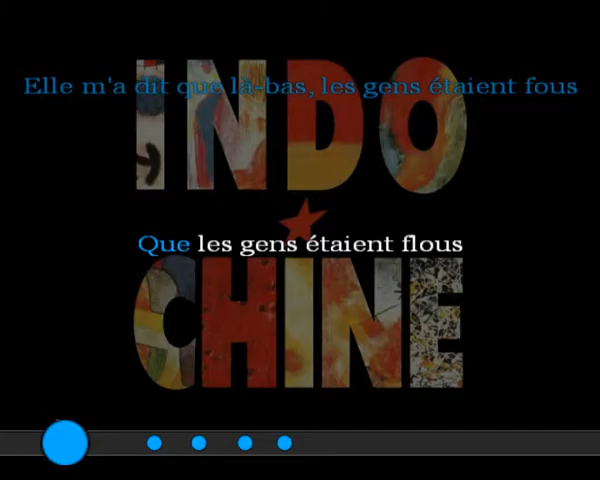 INDO
Elle m'a dit que là-bas, les gens étaient fous
Que les gens étaient flous
CHINE